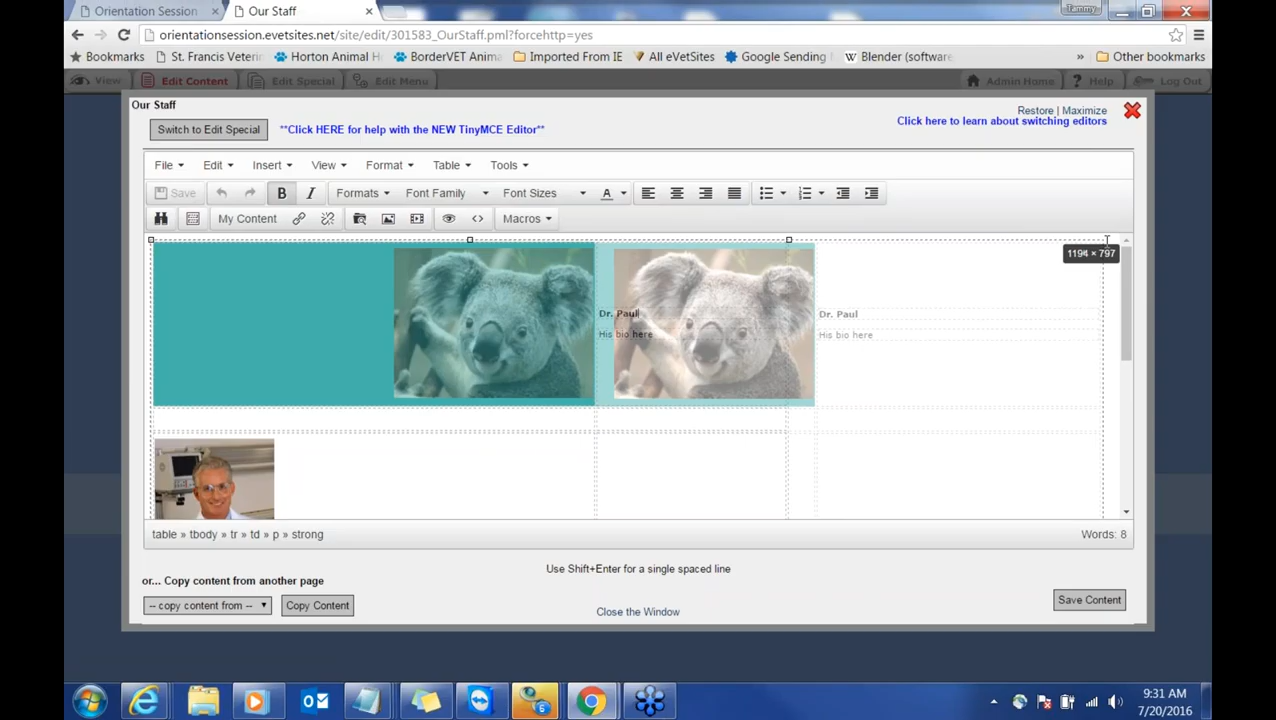 Orientation Session
Our Staff
Tammy
orientationsession.evetsites.net/site/edit/301583_OurStaff.pml?forcehttp=yes
Bookmarks
St. Francis Veterin
Horton Animal H
BorderVET Anima
Imported From IE
All eVetSites
Google Sending
Blender (software
»
Other bookmarks
View
Edit Content
Edit Special
Edit Menu
Admin Home
Help
Log Out
Our Staff
Restore | Maximize
Switch to Edit Special
**Click HERE for help with the NEW TinyMCE Editor**
Click here to learn about switching editors
File Edit Insert View Format Table Tools
Save B I Formats Font Family Font Sizes A
My Content Macros
1194 × 797
Dr. Paul
Dr. Paul
His bio here
His bio here
table » tbody » tr » td » p » strong
Words: 8
Use Shift+Enter for a single spaced line
or... Copy content from another page
-- copy content from --
Copy Content
Close the Window
Save Content
9:31 AM
7/20/2016